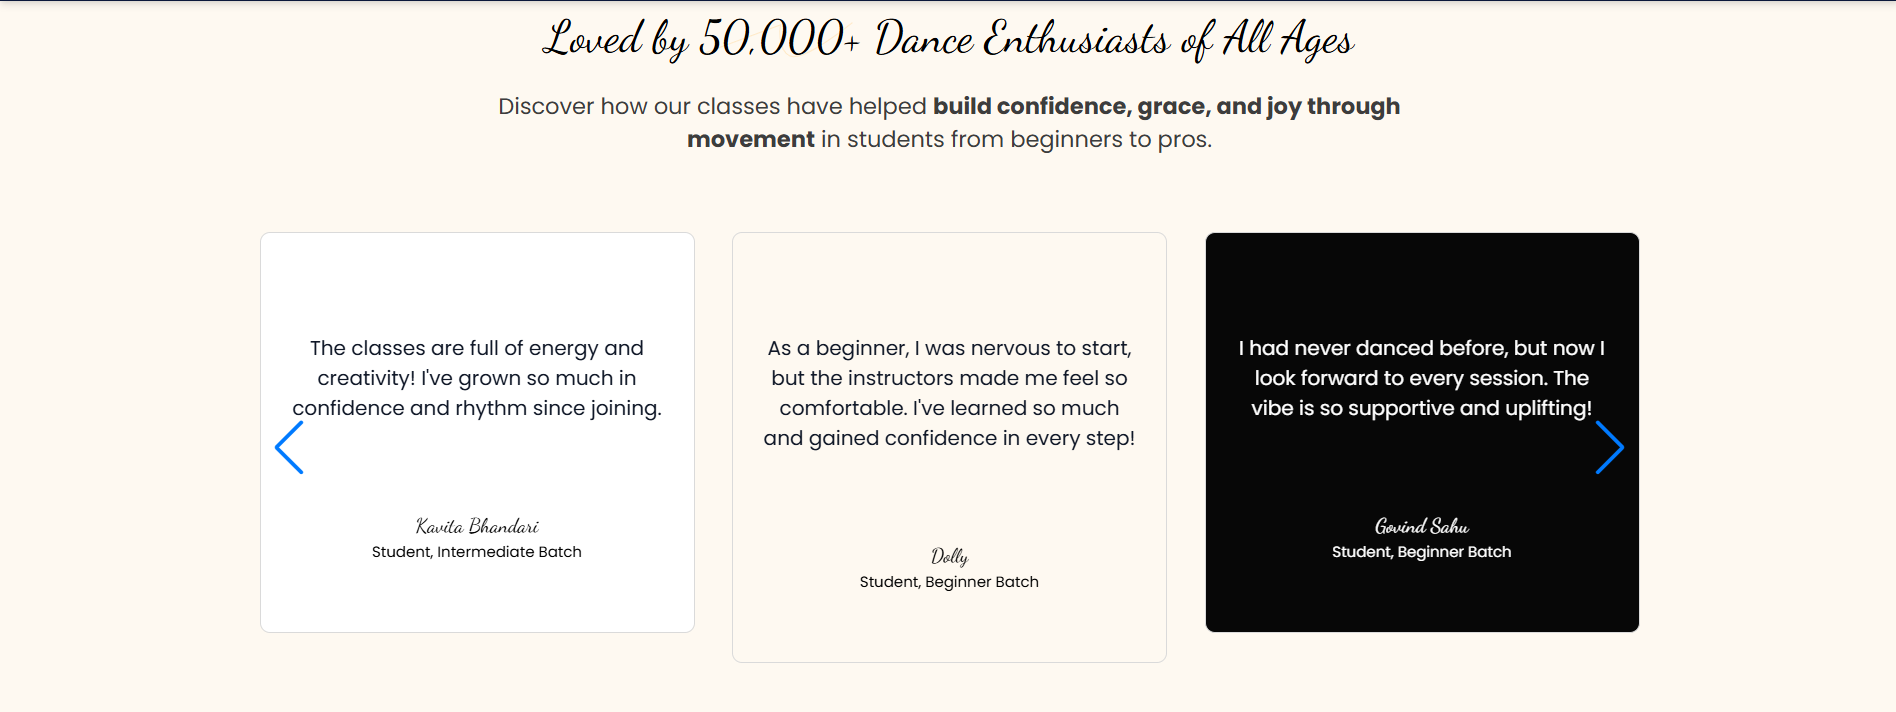 Loved by 50,000+ Dance Enthusiasts of All Ages
Discover how our classes have helped build confidence, grace, and joy through
movement in students from beginners to pros.
The classes are full of energy and
creativity! I've grown so much in
confidence and rhythm since joining.
Kavita Bhandari
Student, Intermediate Batch
As a beginner, I was nervous to start,
but the instructors made me feel so
comfortable. I've learned so much
and gained confidence in every step!
Dolly
Student, Beginner Batch
I had never danced before, but now I
look forward to every session. The
vibe is so supportive and uplifting!
Govind Sahu
Student, Beginner Batch